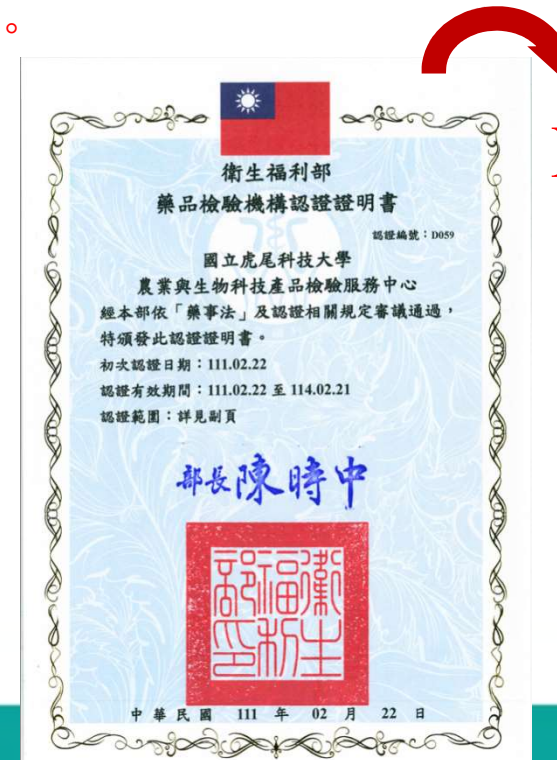 。
衛生福利部
藥品檢驗機構認證證明書
認證編號：D059
國立虎尾科技大學
農業與生物科技產品檢驗服務中心
經本部依「藥事法」及認證相關規定審議通過，
特頒發此認證證明書。
初次認證日期：111.02.22
認證有效期間：111.02.22 至 114.02.21
認證範圍：詳見副頁
部長陳時中
衛生福利部印
中華民國 111 年 02 月 22 日